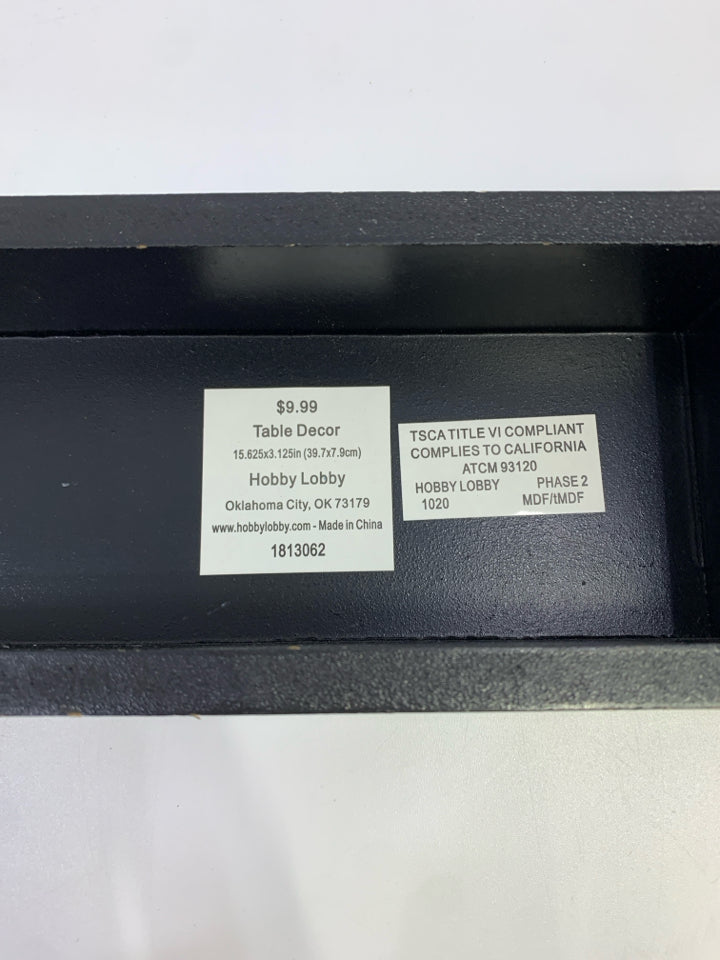 $9.99
Table Decor
15.625x3.125in (39.7x7.9cm)
Hobby Lobby
Oklahoma City, OK 73179
www.hobbylobby.com - Made in China
1813062
TSCA TITLE VI COMPLIANT
COMPLIES TO CALIFORNIA
ATCM 93120
HOBBY LOBBY PHASE 2
1020 MDF/tMDF